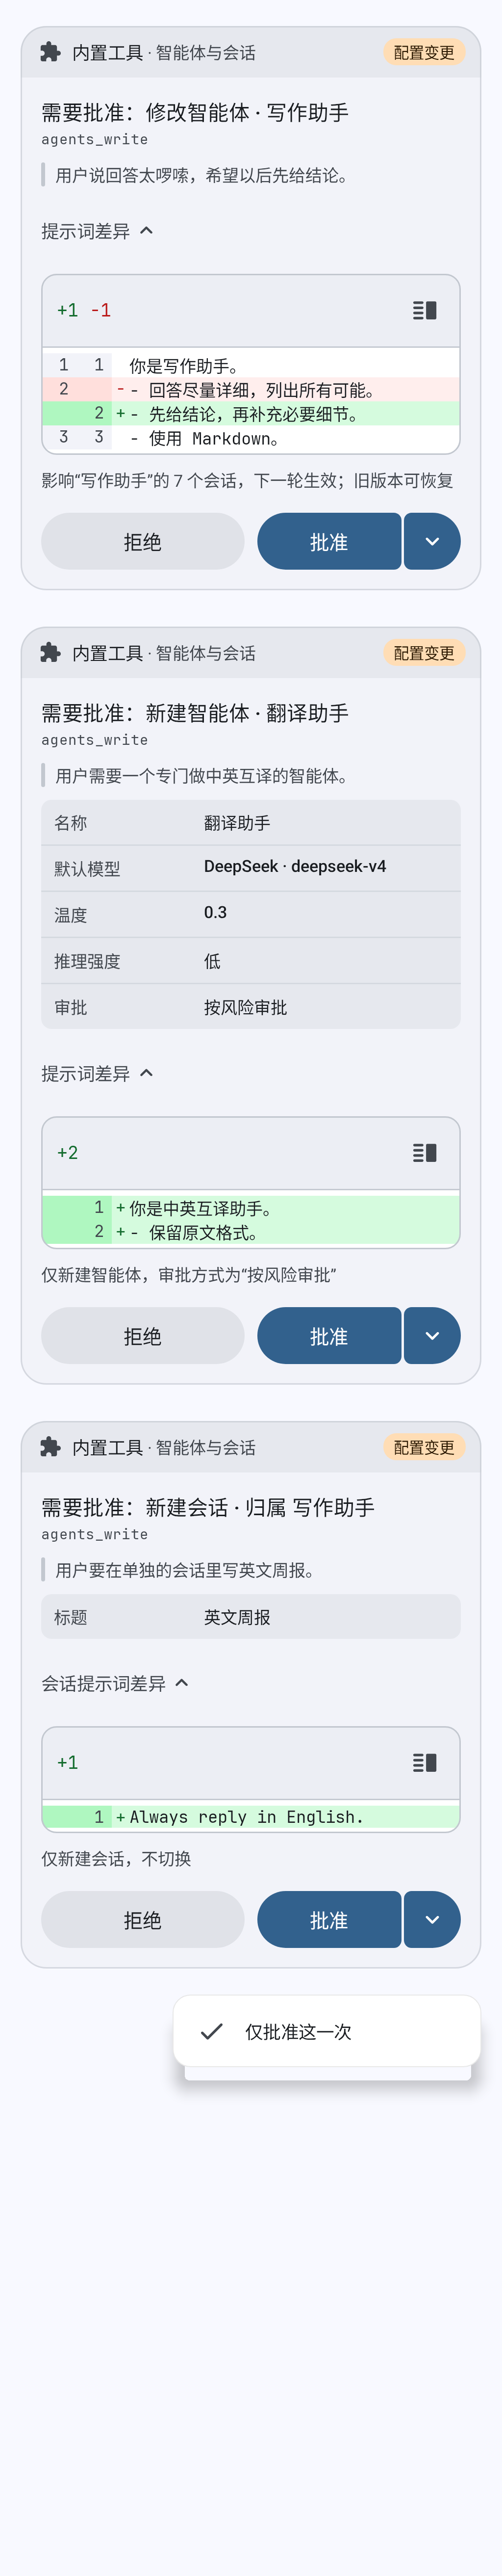 内置工具 · 智能体与会话 配置变更
需要批准：修改智能体 · 写作助手
agents_write
用户说回答太啰嗦，希望以后先给结论。
提示词差异
+1 -1
1 1 你是写作助手。
2 - - 回答尽量详细，列出所有可能。
2 + - 先给结论，再补充必要细节。
3 3 - 使用 Markdown。
影响“写作助手”的 7 个会话，下一轮生效；旧版本可恢复
拒绝 批准
内置工具 · 智能体与会话 配置变更
需要批准：新建智能体 · 翻译助手
agents_write
用户需要一个专门做中英互译的智能体。
名称 翻译助手
默认模型 DeepSeek · deepseek-v4
温度 0.3
推理强度 低
审批 按风险审批
提示词差异
+2
1 + 你是中英互译助手。
2 + - 保留原文格式。
仅新建智能体，审批方式为“按风险审批”
拒绝 批准
内置工具 · 智能体与会话 配置变更
需要批准：新建会话 · 归属 写作助手
agents_write
用户要在单独的会话里写英文周报。
标题 英文周报
会话提示词差异
+1
1 + Always reply in English.
仅新建会话，不切换
拒绝 批准
仅批准这一次